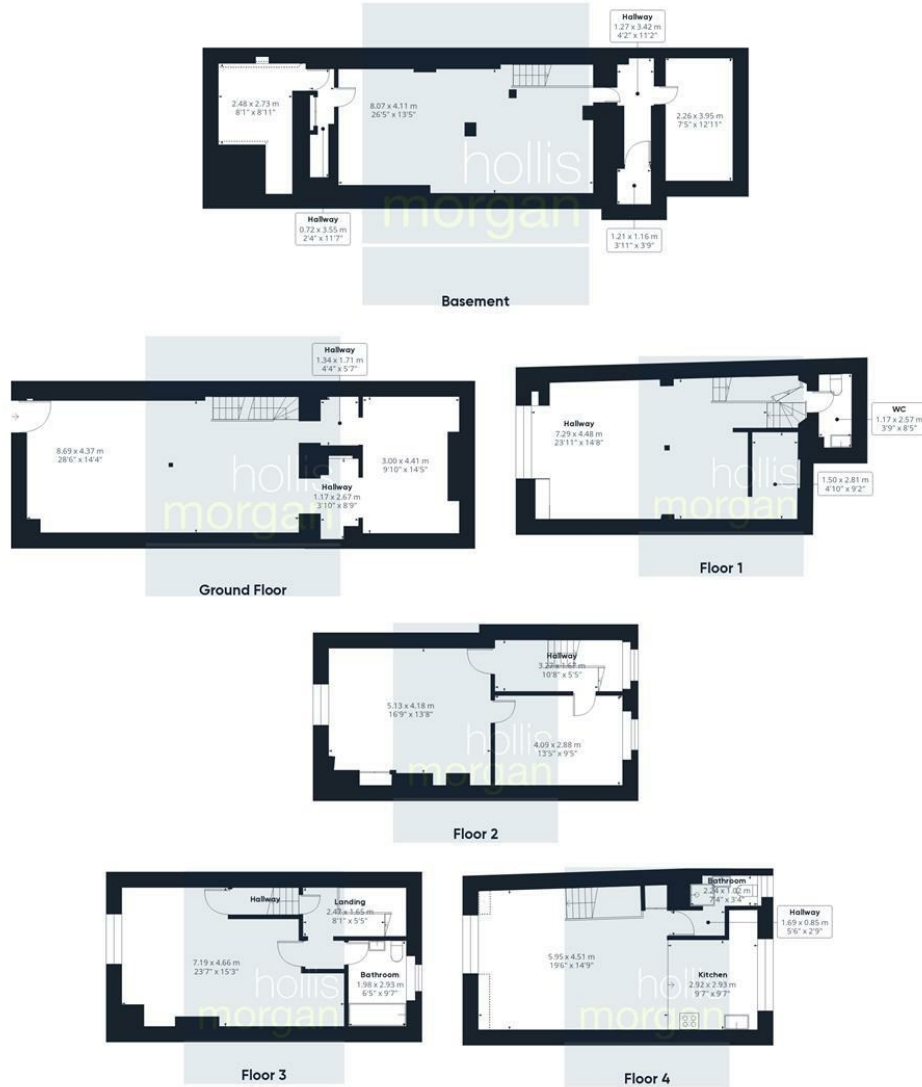 Hallway
1.27 x 3.42 m
4'2" x 11'2"
2.48 x 2.73 m
8'1" x 8'11"
8.07 x 4.11 m
26'5" x 13'5"
2.26 x 3.95 m
7'5" x 12'11"
hollis
morgan
Hallway
0.72 x 3.55 m
2'4" x 11'7"
1.21 x 1.16 m
3'11" x 3'9"
Basement
Hallway
1.34 x 1.71 m
4'4" x 5'7"
8.69 x 4.37 m
28'6" x 14'4"
3.00 x 4.41 m
9'10" x 14'5"
hollis
morgan
Hallway
1.17 x 2.67 m
3'10" x 8'9"
Ground Floor
Hallway
7.29 x 4.48 m
23'11" x 14'8"
WC
1.17 x 2.57 m
3'9" x 8'5"
hollis
morgan
1.50 x 2.81 m
4'10" x 9'2"
Floor 1
Hallway
3.27 x 1.67 m
10'8" x 5'5"
5.13 x 4.18 m
16'9" x 13'8"
4.09 x 2.88 m
13'5" x 9'5"
hollis
morgan
Floor 2
Hallway
Landing
2.47 x 1.65 m
8'1" x 5'5"
7.19 x 4.66 m
23'7" x 15'3"
Bathroom
1.98 x 2.93 m
6'5" x 9'7"
hollis
morgan
Floor 3
Bathroom
2.24 x 1.02 m
7'4" x 3'4"
Hallway
1.69 x 0.85 m
5'6" x 2'9"
5.95 x 4.51 m
19'6" x 14'9"
Kitchen
2.92 x 2.93 m
9'7" x 9'7"
hollis
morgan
Floor 4